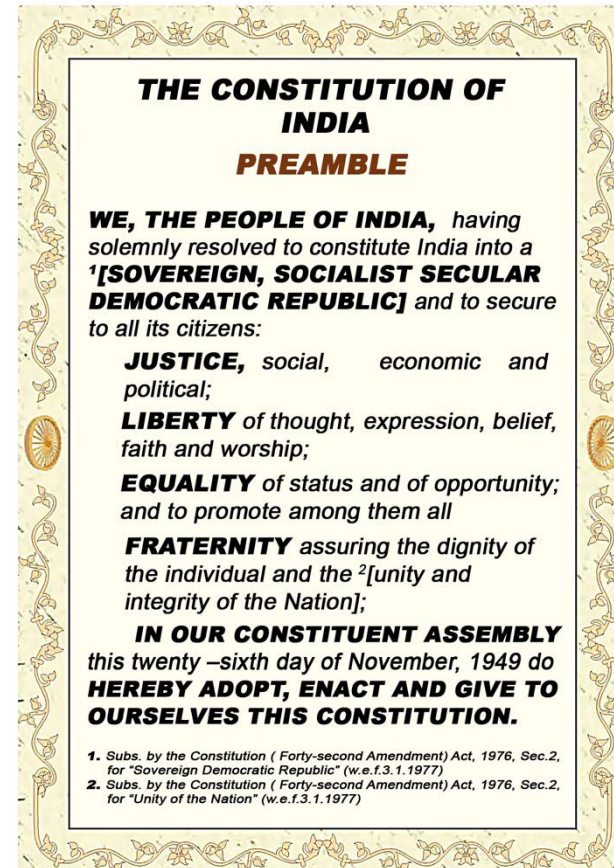 THE CONSTITUTION OF
INDIA
PREAMBLE
WE, THE PEOPLE OF INDIA, having
solemnly resolved to constitute India into a
¹[SOVEREIGN, SOCIALIST SECULAR
DEMOCRATIC REPUBLIC] and to secure
to all its citizens:
JUSTICE, social, economic and
political;
LIBERTY of thought, expression, belief,
faith and worship;
EQUALITY of status and of opportunity;
and to promote among them all
FRATERNITY assuring the dignity of
the individual and the ²[unity and
integrity of the Nation];
IN OUR CONSTITUENT ASSEMBLY
this twenty –sixth day of November, 1949 do
HEREBY ADOPT, ENACT AND GIVE TO
OURSELVES THIS CONSTITUTION.
1. Subs. by the Constitution ( Forty-second Amendment) Act, 1976, Sec.2,
for "Sovereign Democratic Republic" (w.e.f.3.1.1977)
2. Subs. by the Constitution ( Forty-second Amendment) Act, 1976, Sec.2,
for "Unity of the Nation" (w.e.f.3.1.1977)